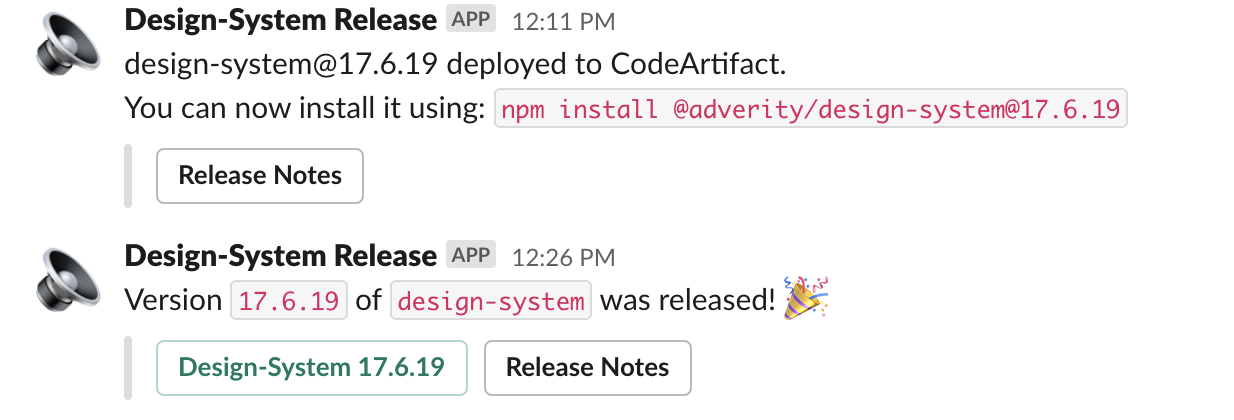 Design-System Release APP 12:11 PM
design-system@17.6.19 deployed to CodeArtifact.
You can now install it using: npm install @adverity/design-system@17.6.19
Release Notes
Design-System Release APP 12:26 PM
Version 17.6.19 of design-system was released! 🎉
Design-System 17.6.19 Release Notes